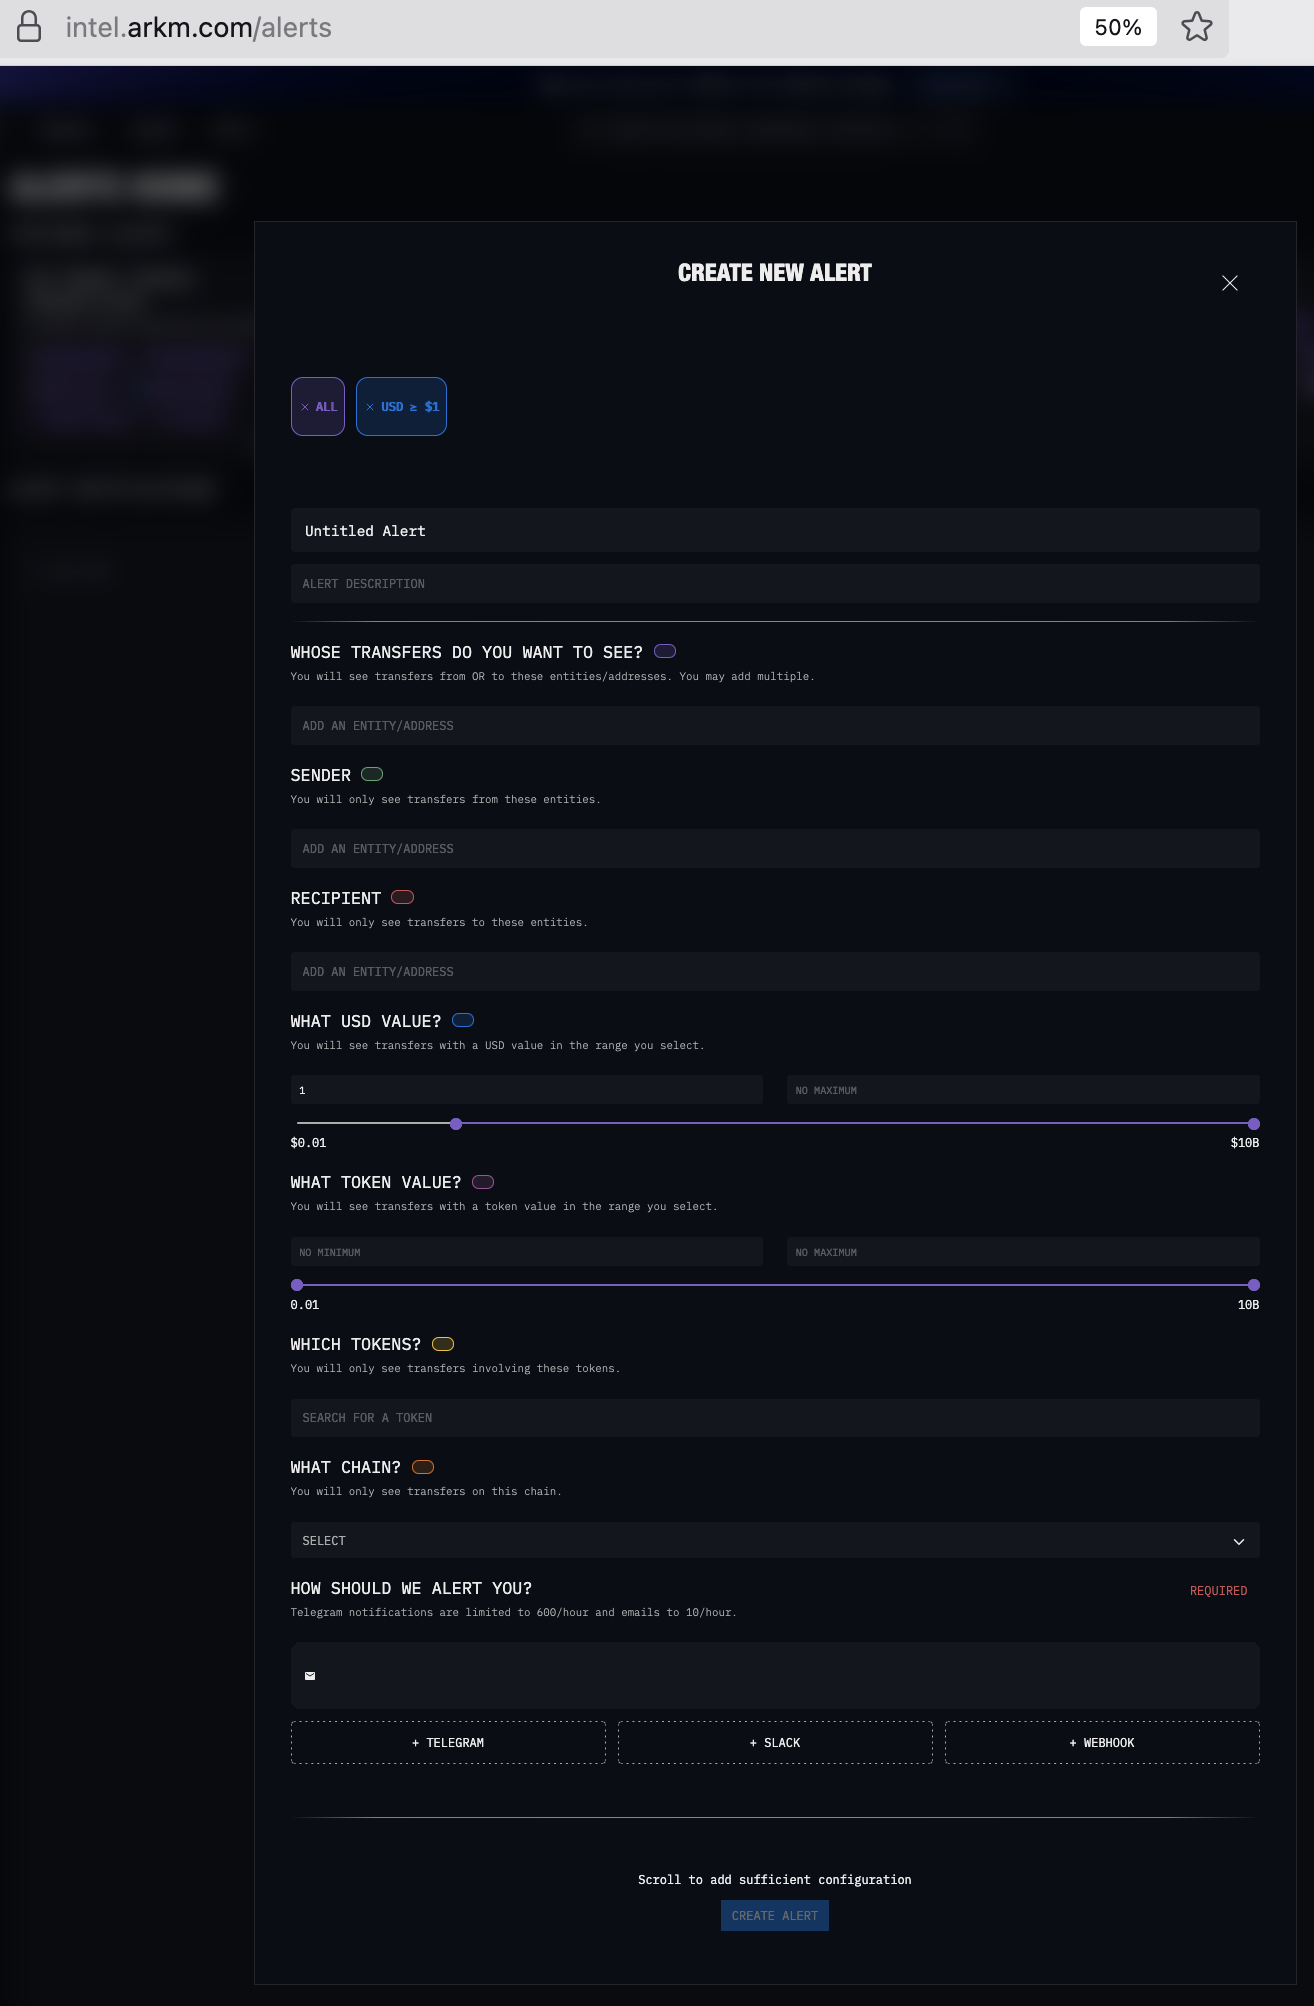 intel.arkm.com/alerts
50%
CREATE NEW ALERT
× ALL
× USD ≥ $1
Untitled Alert
ALERT DESCRIPTION
WHOSE TRANSFERS DO YOU WANT TO SEE?
You will see transfers from OR to these entities/addresses. You may add multiple.
ADD AN ENTITY/ADDRESS
SENDER
You will only see transfers from these entities.
ADD AN ENTITY/ADDRESS
RECIPIENT
You will only see transfers to these entities.
ADD AN ENTITY/ADDRESS
WHAT USD VALUE?
You will see transfers with a USD value in the range you select.
1
NO MAXIMUM
$0.01
$10B
WHAT TOKEN VALUE?
You will see transfers with a token value in the range you select.
NO MINIMUM
NO MAXIMUM
0.01
10B
WHICH TOKENS?
You will only see transfers involving these tokens.
SEARCH FOR A TOKEN
WHAT CHAIN?
You will only see transfers on this chain.
SELECT
HOW SHOULD WE ALERT YOU?
REQUIRED
Telegram notifications are limited to 600/hour and emails to 10/hour.
+ TELEGRAM
+ SLACK
+ WEBHOOK
Scroll to add sufficient configuration
CREATE ALERT